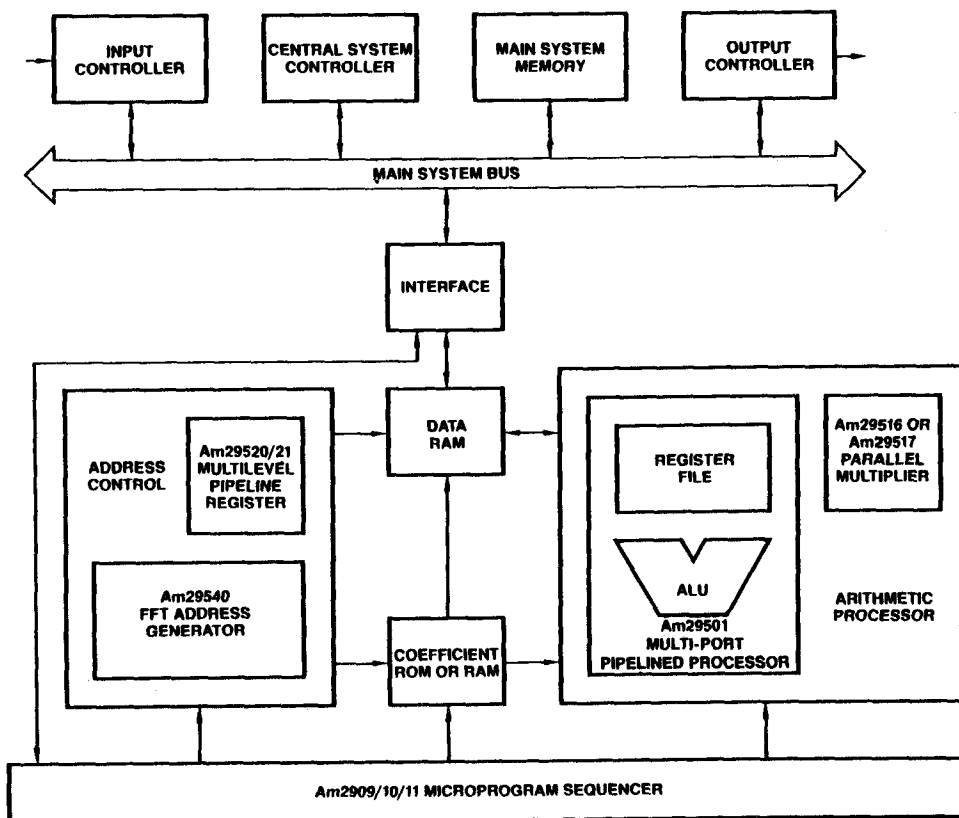 INPUT
CONTROLLER
CENTRAL SYSTEM
CONTROLLER
MAIN SYSTEM
MEMORY
OUTPUT
CONTROLLER
MAIN SYSTEM BUS
INTERFACE
ADDRESS
CONTROL
Am29520/21
MULTILEVEL
PIPELINE
REGISTER
Am29540
FFT ADDRESS
GENERATOR
DATA
RAM
COEFFICIENT
ROM OR RAM
REGISTER
FILE
ALU
Am29501
MULTI-PORT
PIPELINED PROCESSOR
Am29516 OR
Am29517
PARALLEL
MULTIPLIER
ARITHMETIC
PROCESSOR
Am2909/10/11 MICROPROGRAM SEQUENCER